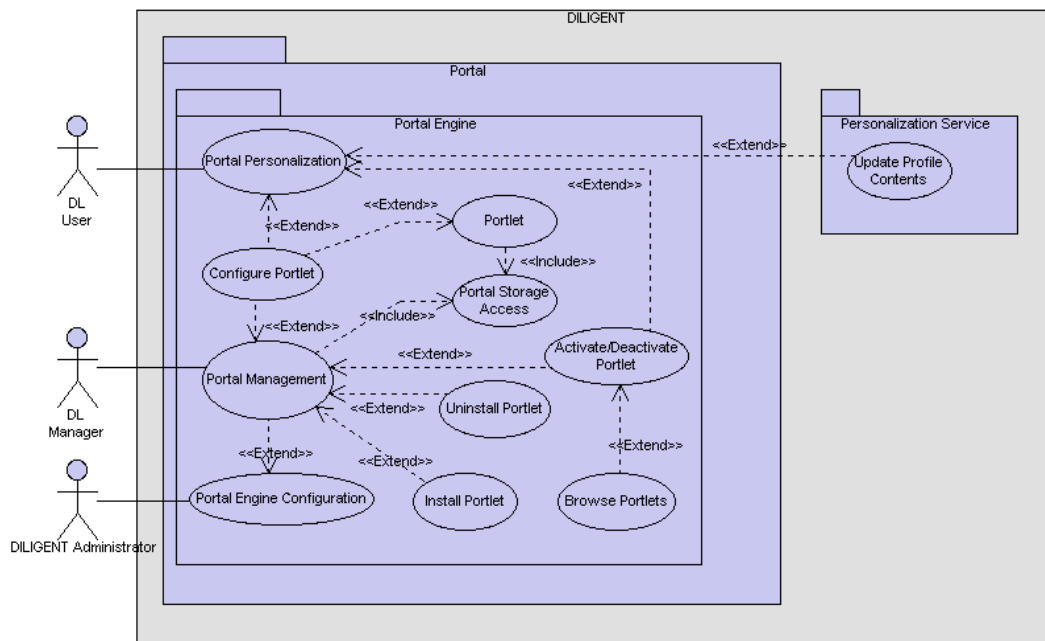 DILIGENT
Portal
Portal Engine
Personalization Service
<<Extend>>
Update Profile
Contents
Portal Personalization
DL
User
<<Extend>>
<<Extend>>
<<Extend>>
Portlet
Configure Portlet
<<Include>>
Portal Storage
Access
<<Include>>
<<Extend>>
Activate/Deactivate
Portlet
<<Extend>>
DL
Manager
Portal Management
Uninstall Portlet
<<Extend>>
<<Extend>>
<<Extend>>
<<Extend>>
Portal Engine Configuration
Install Portlet
Browse Portlets
DILIGENT Administrator